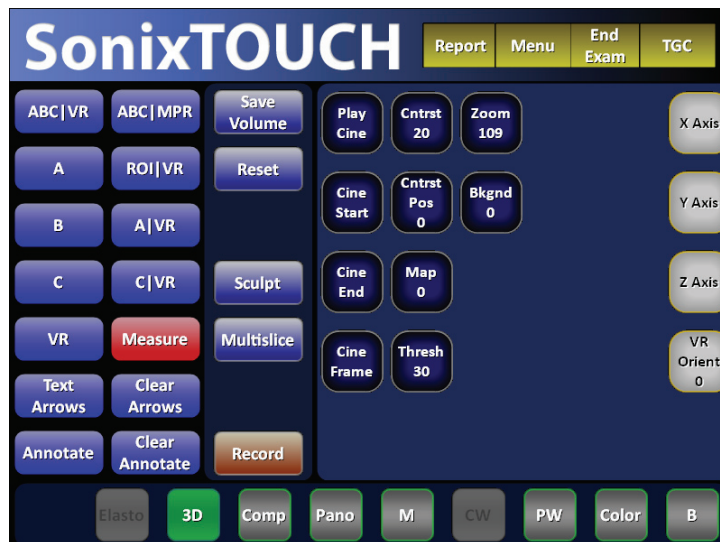 SonixTOUCH
Report
Menu
End
Exam
TGC
ABC|VR
ABC|MPR
Save
Volume
Play
Cine
Cntrst
20
Zoom
109
X Axis
A
ROI|VR
Reset
Cine
Start
Cntrst
Pos
0
Bkgnd
0
Y Axis
B
A|VR
C
C|VR
Sculpt
Cine
End
Map
0
Z Axis
VR
Measure
Multislice
Cine
Frame
Thresh
30
VR
Orient
0
Text
Arrows
Clear
Arrows
Annotate
Clear
Annotate
Record
Elasto
3D
Comp
Pano
M
CW
PW
Color
B